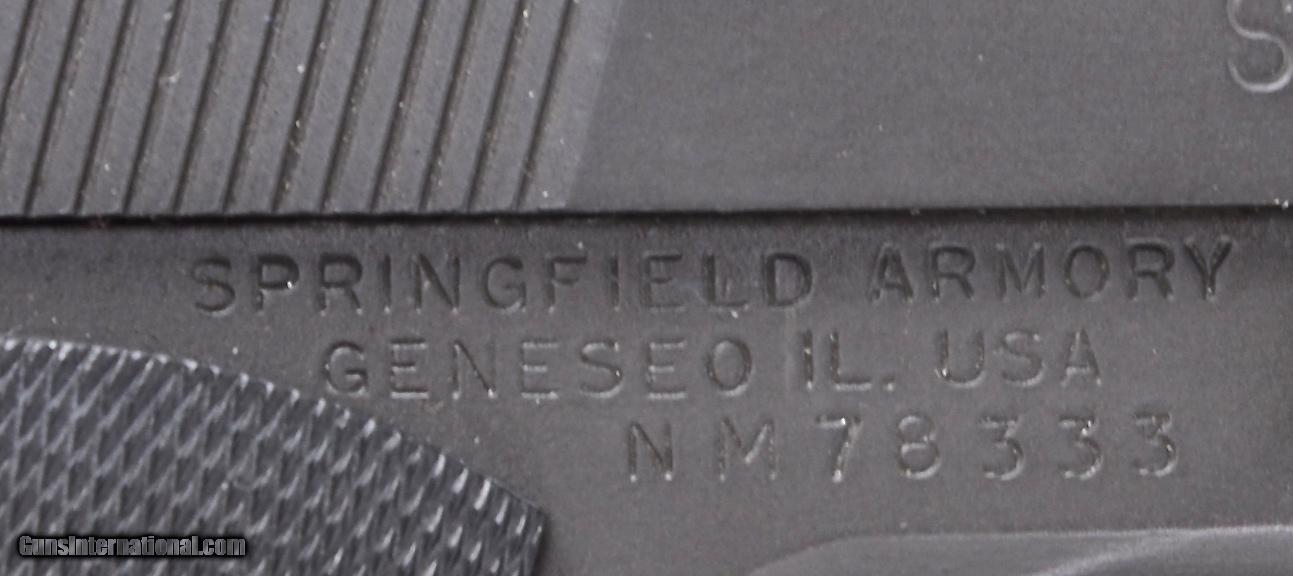 S
SPRINGFIELD ARMORY
GENESEO IL. USA
NM78333
GunsInternational.com